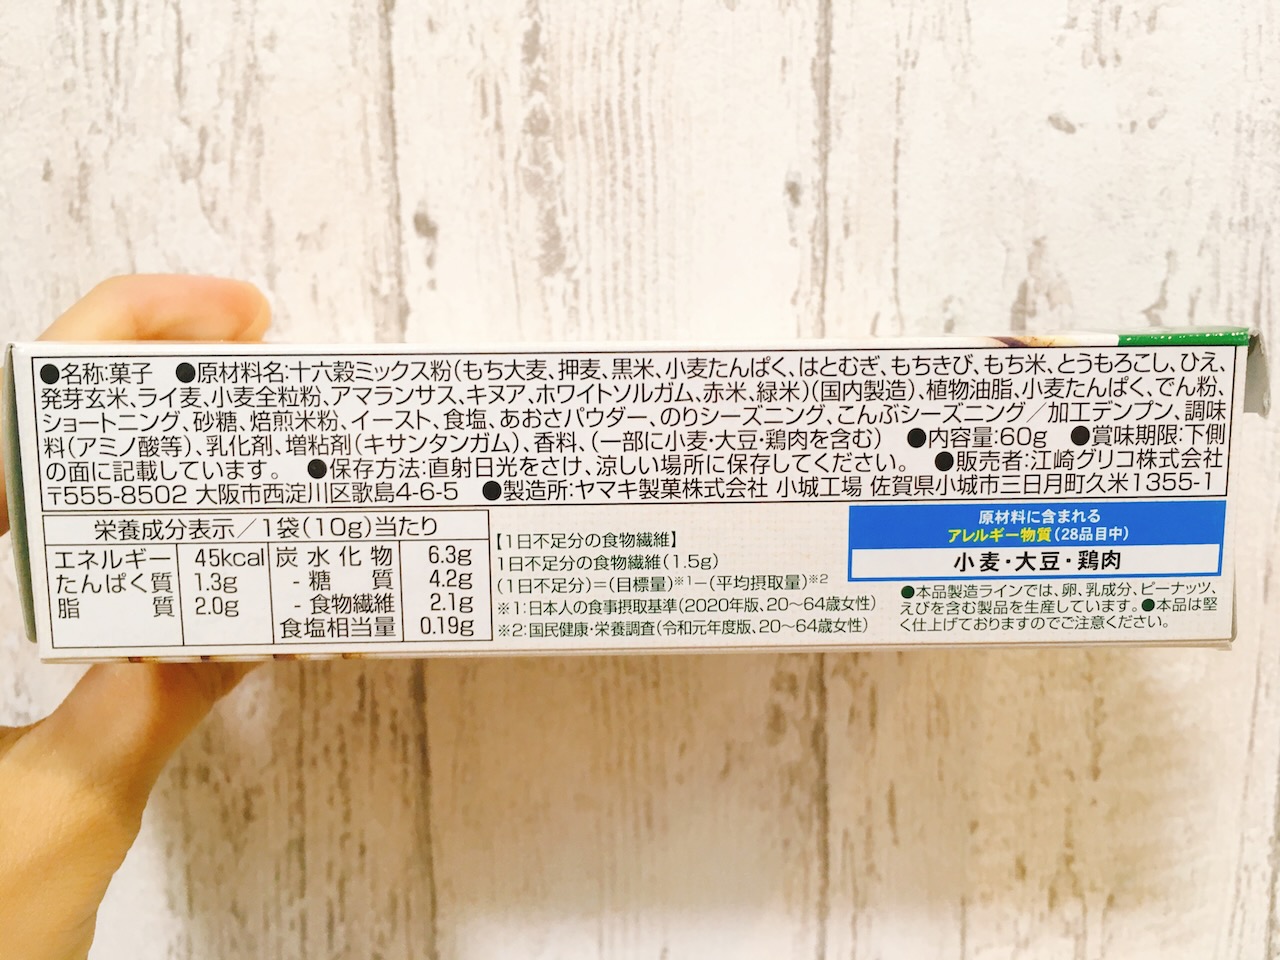 ●名称:菓子 ●原材料名:十六穀ミックス粉(もち大麦、押麦、黒米、小麦たんぱく、はとむぎ、もちきび、もち米、とうもろこし、ひえ、
発芽玄米、ライ麦、小麦全粒粉、アマランサス、キヌア、ホワイトソルガム、赤米、緑米)(国内製造)、植物油脂、小麦たんぱく、でん粉、
ショートニング、砂糖、焙煎米粉、イースト、食塩、あおさパウダー、のりシーズニング、こんぶシーズニング/加工デンプン、調味
料(アミノ酸等)、乳化剤、増粘剤(キサンタンガム)、香料、(一部に小麦・大豆・鶏肉を含む) ●内容量:60g ●賞味期限:下側
の面に記載しています。 ●保存方法:直射日光をさけ、涼しい場所に保存してください。 ●販売者:江崎グリコ株式会社
〒555-8502 大阪市西淀川区歌島4-6-5 ●製造所:ヤマキ製菓株式会社 小城工場 佐賀県小城市三日月町久米1355-1
栄養成分表示/1袋(10g)当たり
エネルギー 45kcal 炭水化物 6.3g
たんぱく質 1.3g -糖質 4.2g
脂質 2.0g -食物繊維 2.1g
食塩相当量 0.19g
【1日不足分の食物繊維】
1日不足分の食物繊維(1.5g)
(1日不足分)=(目標量)※1-(平均摂取量)※2
※1:日本人の食事摂取基準(2020年版、20〜64歳女性)
※2:国民健康・栄養調査(令和元年度版、20〜64歳女性)
原材料に含まれる
アレルギー物質(28品目中)
小麦・大豆・鶏肉
●本品製造ラインでは、卵、乳成分、ピーナッツ、
えびを含む製品を生産しています。●本品は堅
く仕上げておりますのでご注意ください。